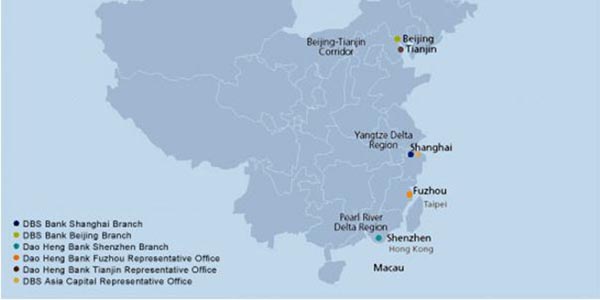 Beijing-Tianjin
Corridor
Beijing
Tianjin
Yangtze Delta
Region
Shanghai
Fuzhou
Taipei
Pearl River
Delta Region
Shenzhen
Hong Kong
Macau
DBS Bank Shanghai Branch
DBS Bank Beijing Branch
Dao Heng Bank Shenzhen Branch
Dao Heng Bank Fuzhou Representative Office
Dao Heng Bank Tianjin Representative Office
DBS Asia Capital Representative Office